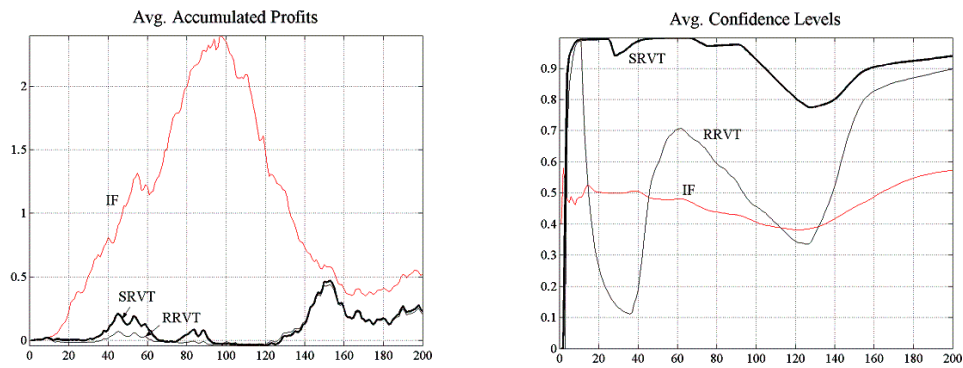 Avg. Accumulated Profits
2
1.5
1
0.5
0
IF
SRVT
RRVT
0 20 40 60 80 100 120 140 160 180 200
Avg. Confidence Levels
0.9
0.8
0.7
0.6
0.5
0.4
0.3
0.2
0.1
0
SRVT
RRVT
IF
0 20 40 60 80 100 120 140 160 180 200